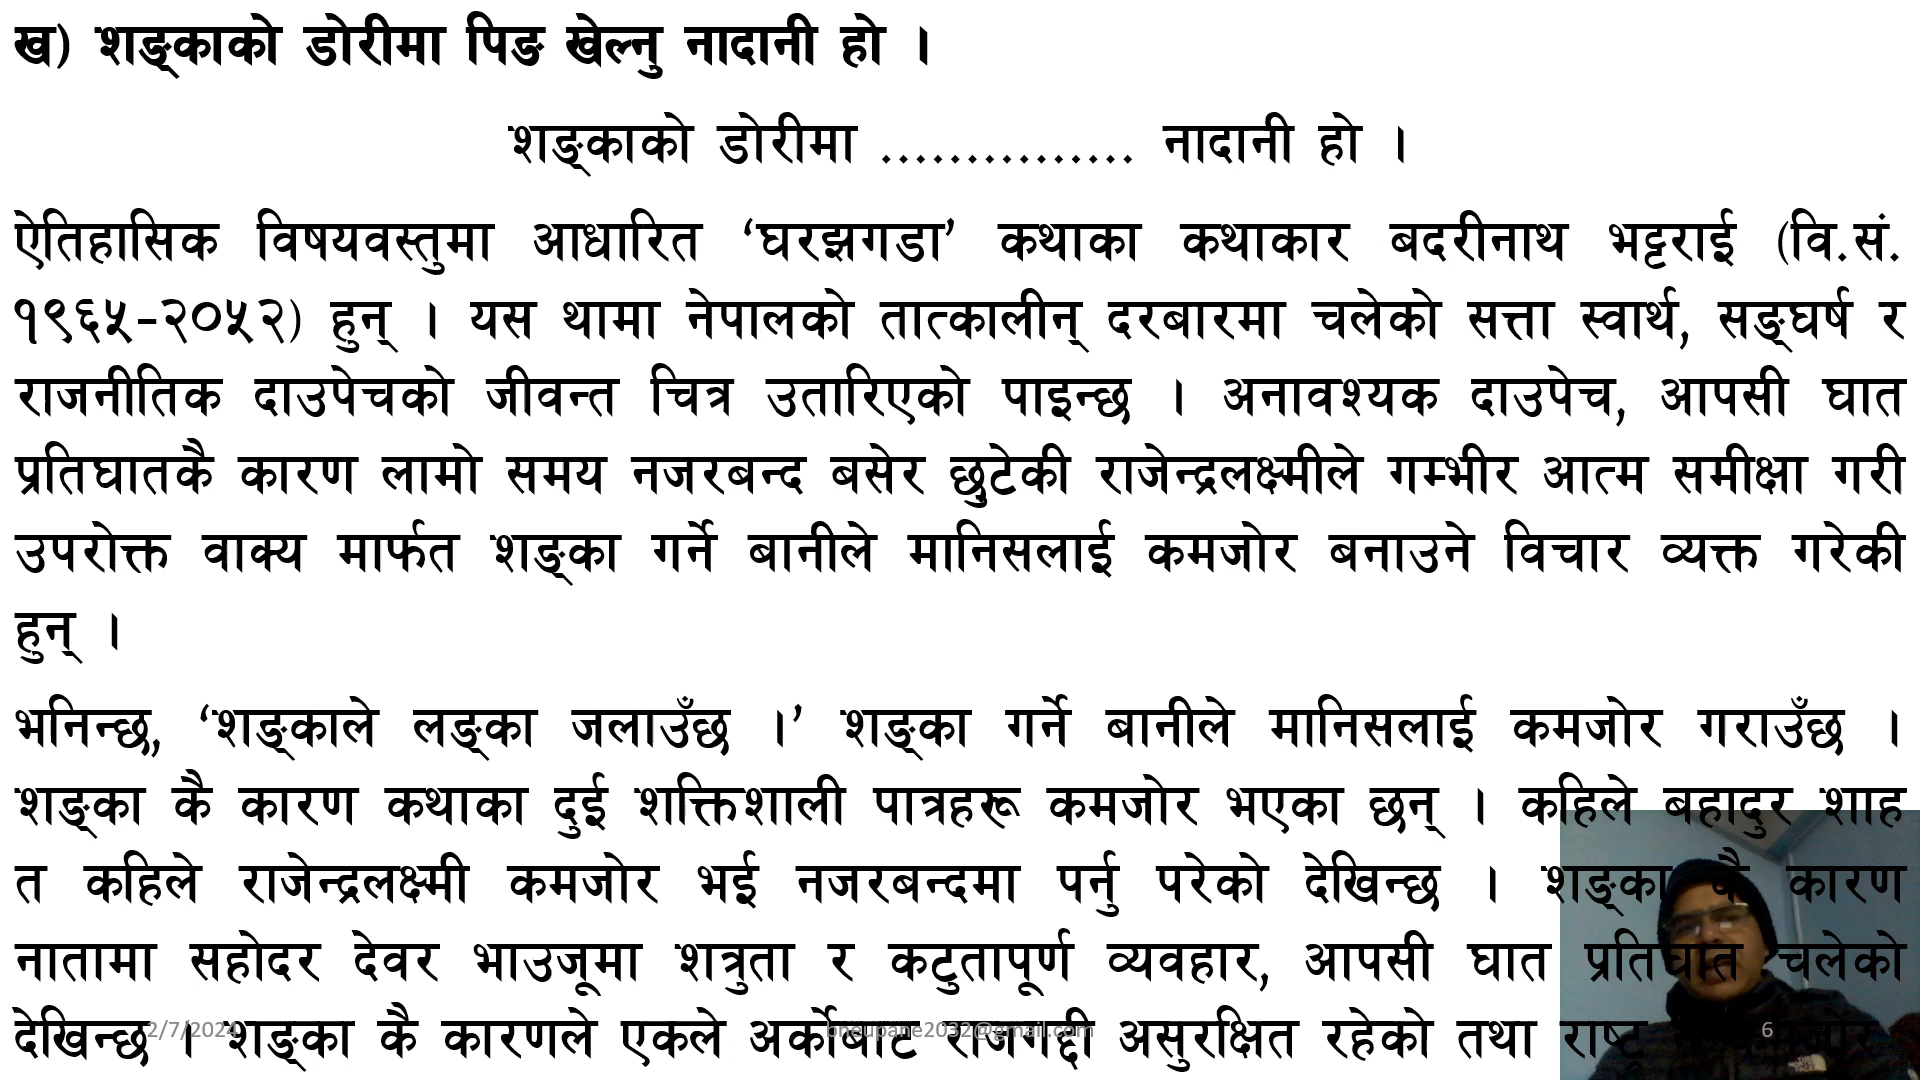 ख) शङ्काको डोरीमा पिङ खेल्नु नादानी हो ।
शङ्काको डोरीमा ............... नादानी हो ।
ऐतिहासिक विषयवस्तुमा आधारित ‘घरझगडा’ कथाका कथाकार बदरीनाथ भट्टराई (वि.सं.
१९६५-२०५२) हुन् । यस थामा नेपालको तात्कालीन् दरबारमा चलेको सत्ता स्वार्थ, सङ्घर्ष र
राजनीतिक दाउपेचको जीवन्त चित्र उतारिएको पाइन्छ । अनावश्यक दाउपेच, आपसी घात
प्रतिघातकै कारण लामो समय नजरबन्द बसेर छुटेकी राजेन्द्रलक्ष्मीले गम्भीर आत्म समीक्षा गरी
उपरोक्त वाक्य मार्फत शङ्का गर्ने बानीले मानिसलाई कमजोर बनाउने विचार व्यक्त गरेकी
हुन् ।
भनिन्छ, ‘शङ्काले लङ्का जलाउँछ ।’ शङ्का गर्ने बानीले मानिसलाई कमजोर गराउँछ ।
शङ्का कै कारण कथाका दुई शक्तिशाली पात्रहरू कमजोर भएका छन् । कहिले बहादुर शाह
त कहिले राजेन्द्रलक्ष्मी कमजोर भई नजरबन्दमा पर्नु परेको देखिन्छ । शङ्का कै कारण
नातामा सहोदर देवर भाउजूमा शत्रुता र कटुतापूर्ण व्यवहार, आपसी घात प्रतिघात चलेको
देखिन्छ । शङ्का कै कारणले एकले अर्कोबाट राजगद्दी असुरक्षित रहेको तथा
2/7/2024 bneupane2032@gmail.com 6